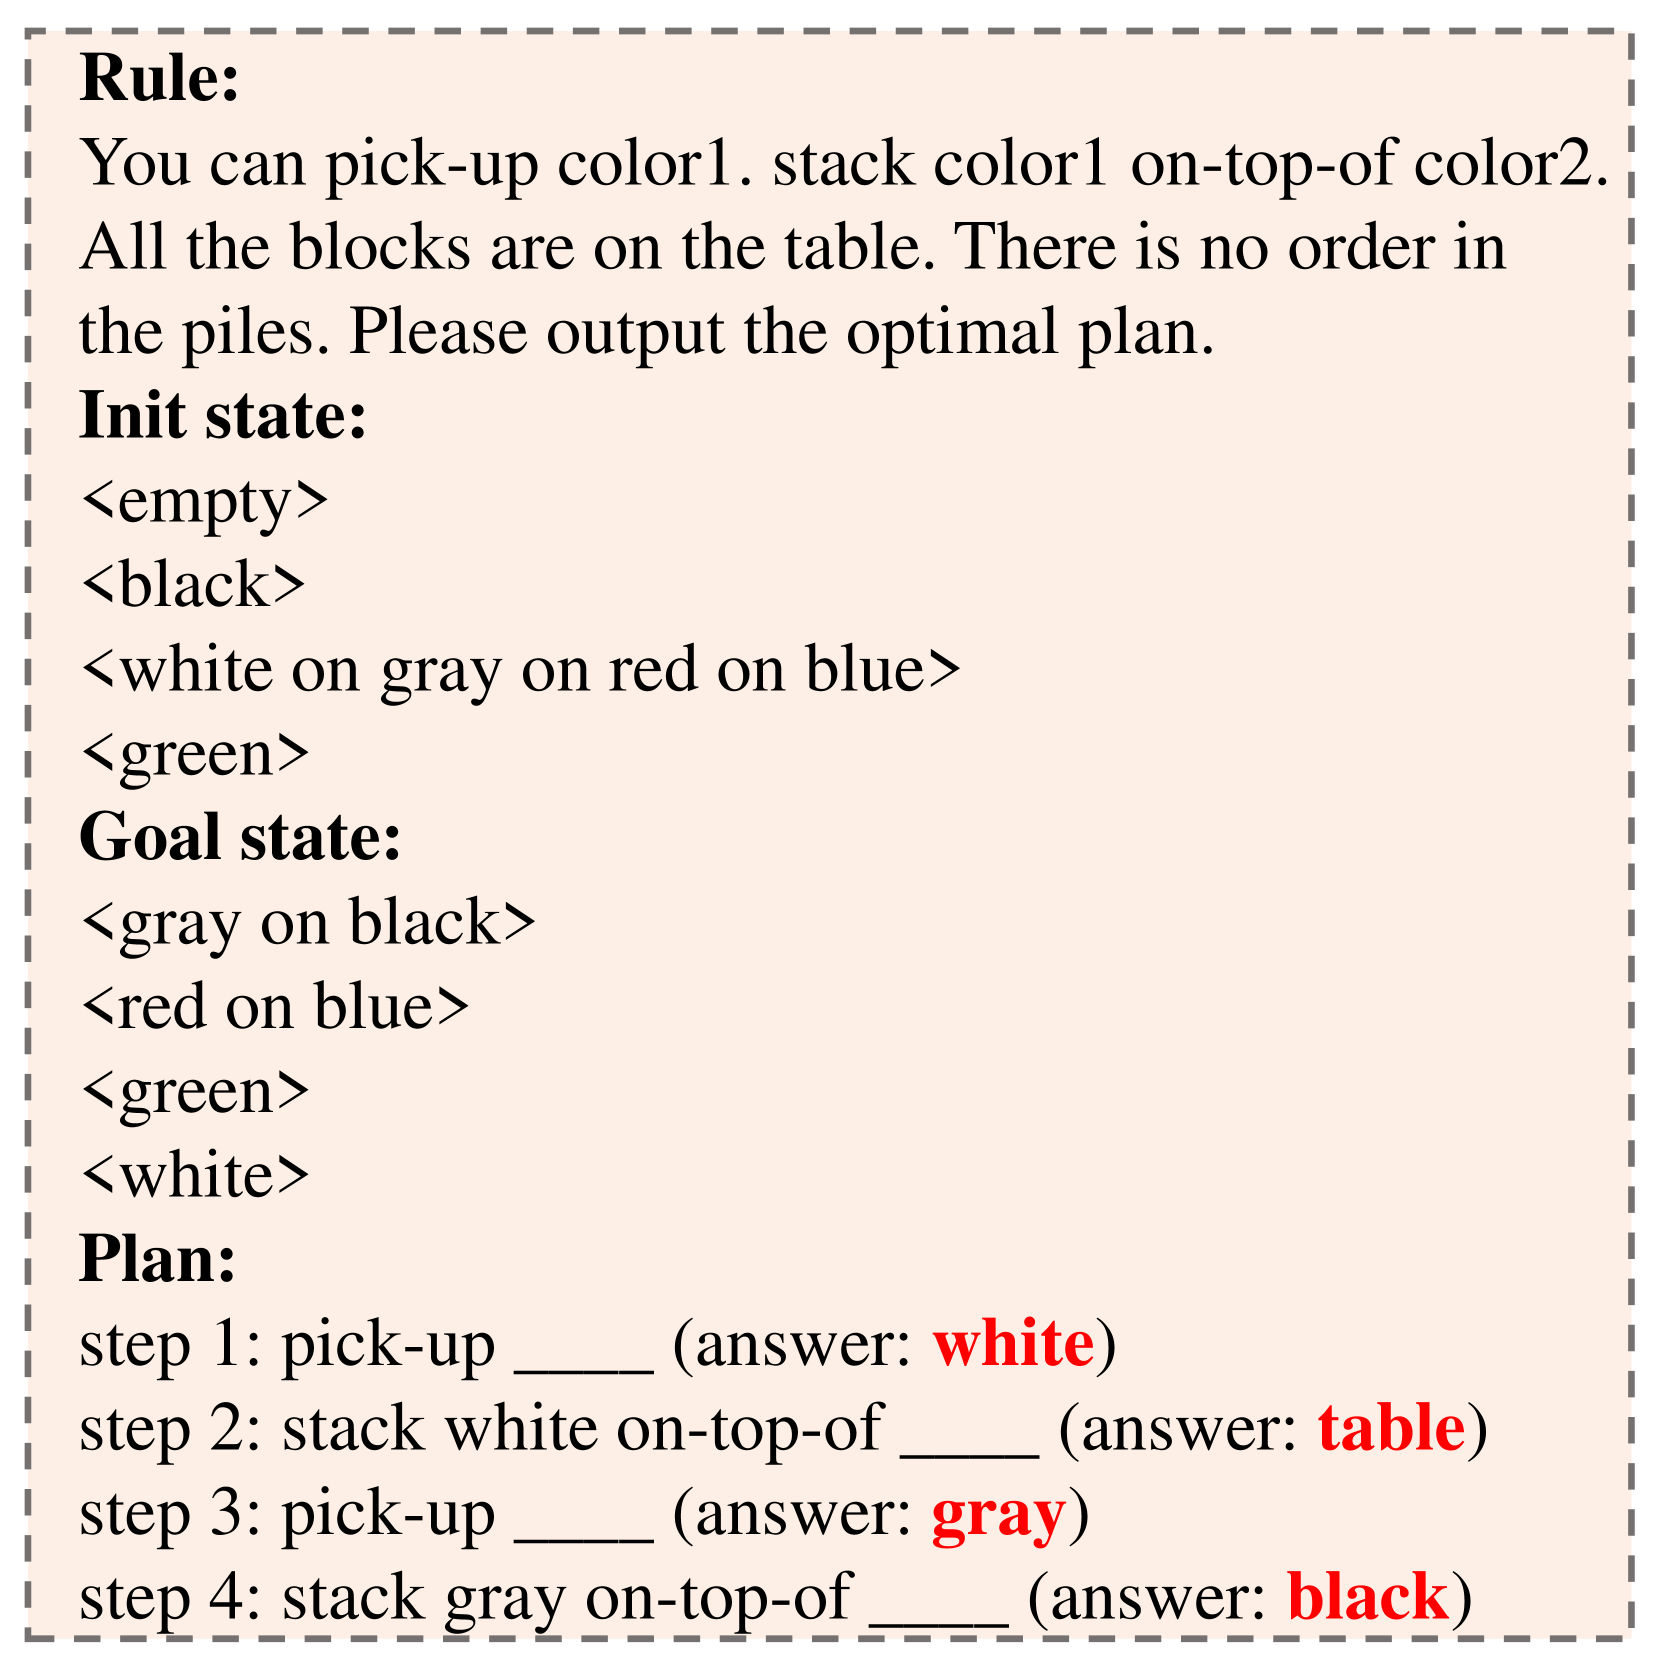 Rule:
You can pick-up color1. stack color1 on-top-of color2.
All the blocks are on the table. There is no order in
the piles. Please output the optimal plan.
Init state:
<empty>
<black>
<white on gray on red on blue>
<green>
Goal state:
<gray on black>
<red on blue>
<green>
<white>
Plan:
step 1: pick-up ____ (answer: white)
step 2: stack white on-top-of ____ (answer: table)
step 3: pick-up ____ (answer: gray)
step 4: stack gray on-top-of ____ (answer: black)